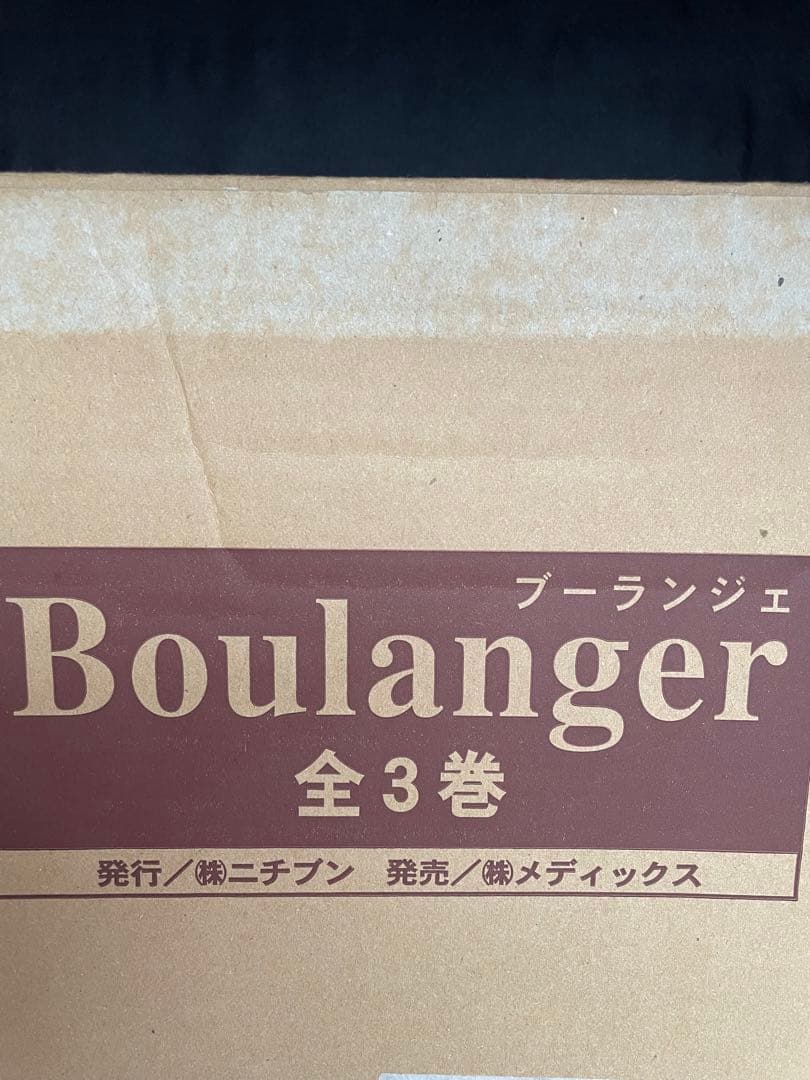 ブーランジェ
Boulanger
全3巻
発行／㈱ニチブン　発売／㈱メディックス